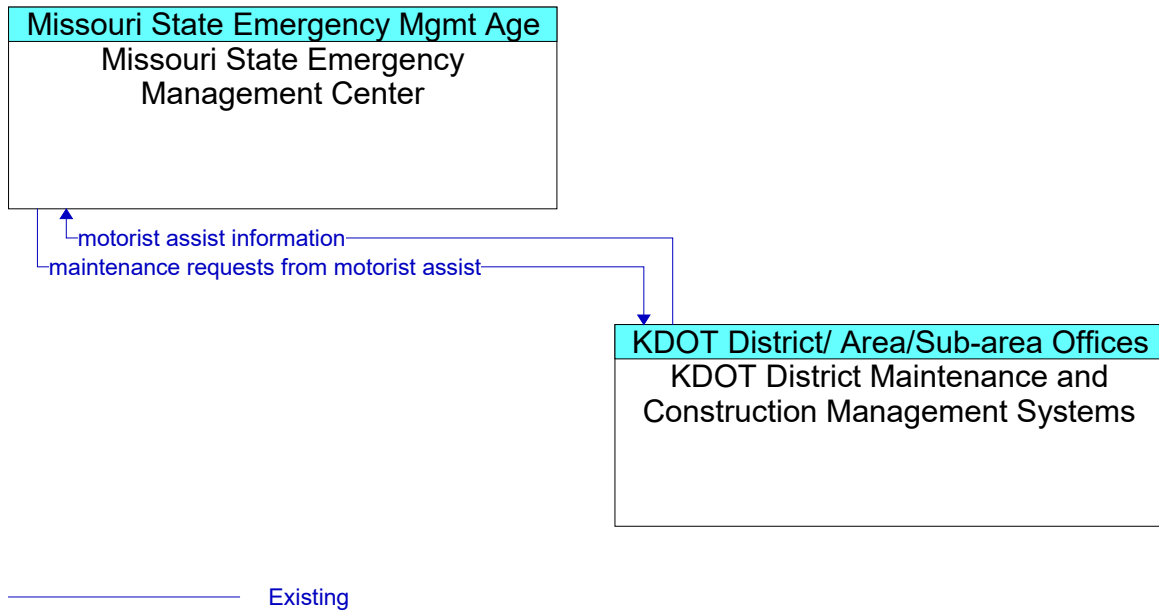 Missouri State Emergency Mgmt Age
Missouri State Emergency
Management Center
motorist assist information
maintenance requests from motorist assist
KDOT District/ Area/Sub-area Offices
KDOT District Maintenance and
Construction Management Systems
Existing